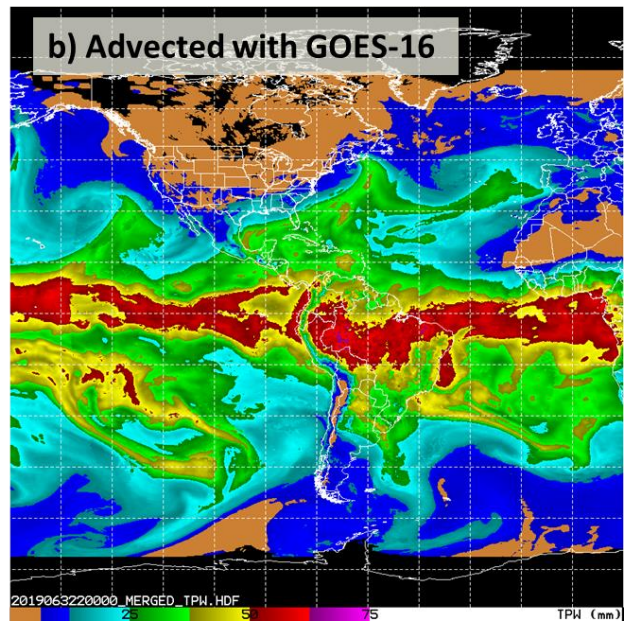 b) Advected with GOES-16
2019063220000_MERGED_TPW.HDF
25 50 75 TPW (mm)